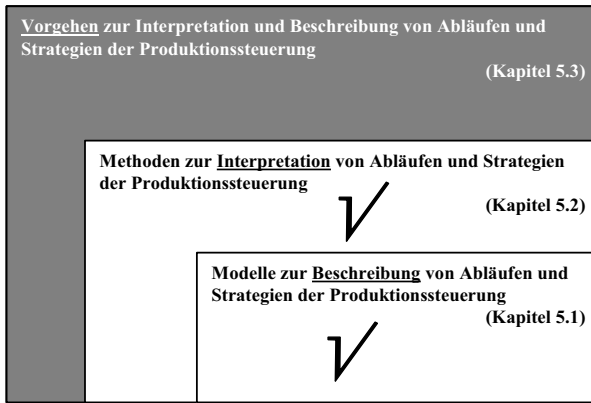 Vorgehen zur Interpretation und Beschreibung von Abläufen und
Strategien der Produktionssteuerung
(Kapitel 5.3)
Methoden zur Interpretation von Abläufen und Strategien
der Produktionssteuerung
(Kapitel 5.2)
Modelle zur Beschreibung von Abläufen und
Strategien der Produktionssteuerung
(Kapitel 5.1)